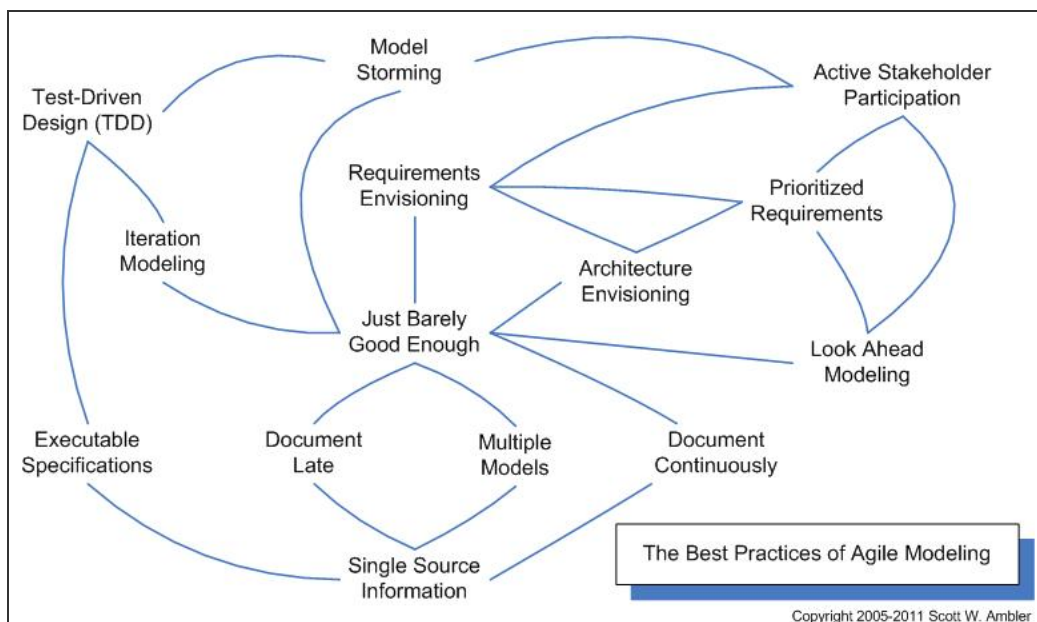 Model
Storming
Active Stakeholder
Participation
Test-Driven
Design (TDD)
Requirements
Envisioning
Prioritized
Requirements
Iteration
Modeling
Architecture
Envisioning
Just Barely
Good Enough
Look Ahead
Modeling
Executable
Specifications
Document
Late
Multiple
Models
Document
Continuously
Single Source
Information
The Best Practices of Agile Modeling
Copyright 2005-2011 Scott W. Ambler